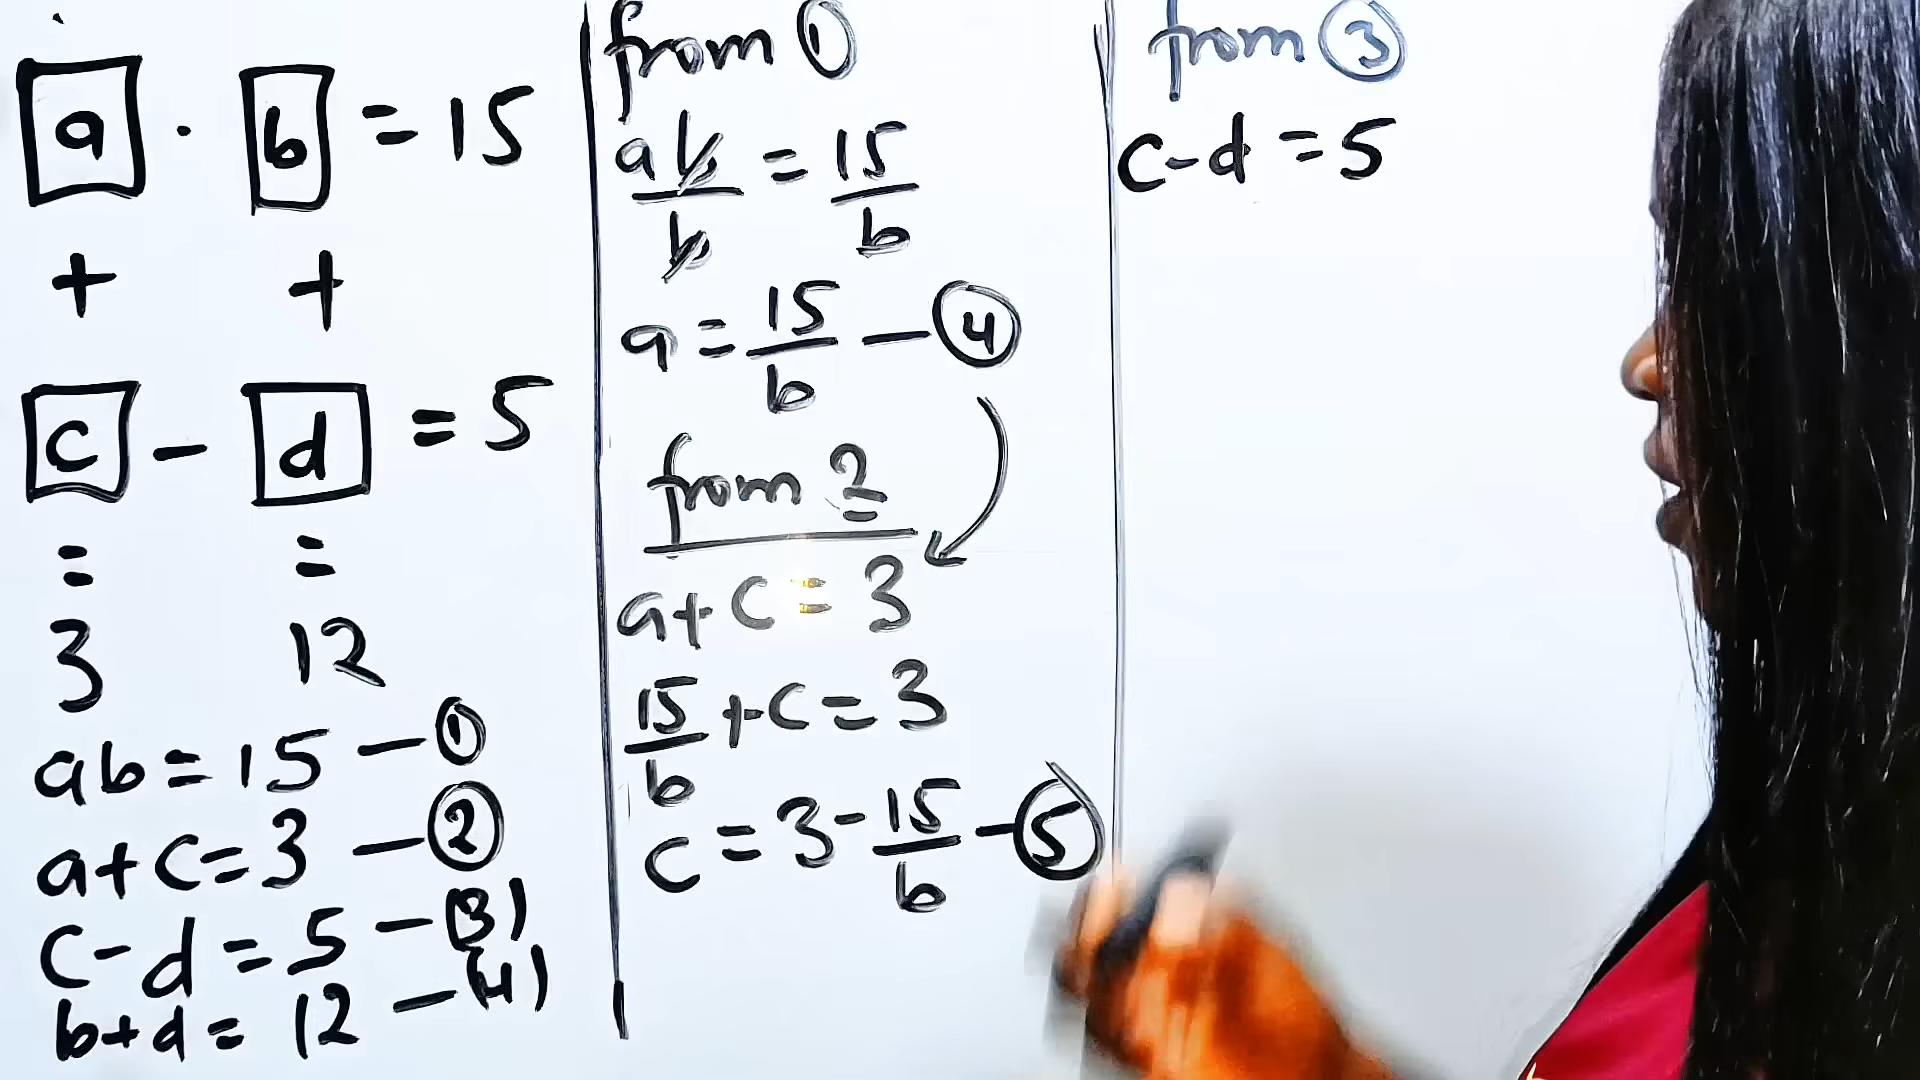 a · b = 15
+ +
c - d = 5
= =
3 12
ab = 15 - ①
a + c = 3 - ②
c - d = 5 - (3)
b + d = 12 - (4)
from ①
ab/b = 15/b
a = 15/b - ④
from 2
a + c = 3
15/b + c = 3
c = 3 - 15/b - ⑤
from ③
c - d = 5